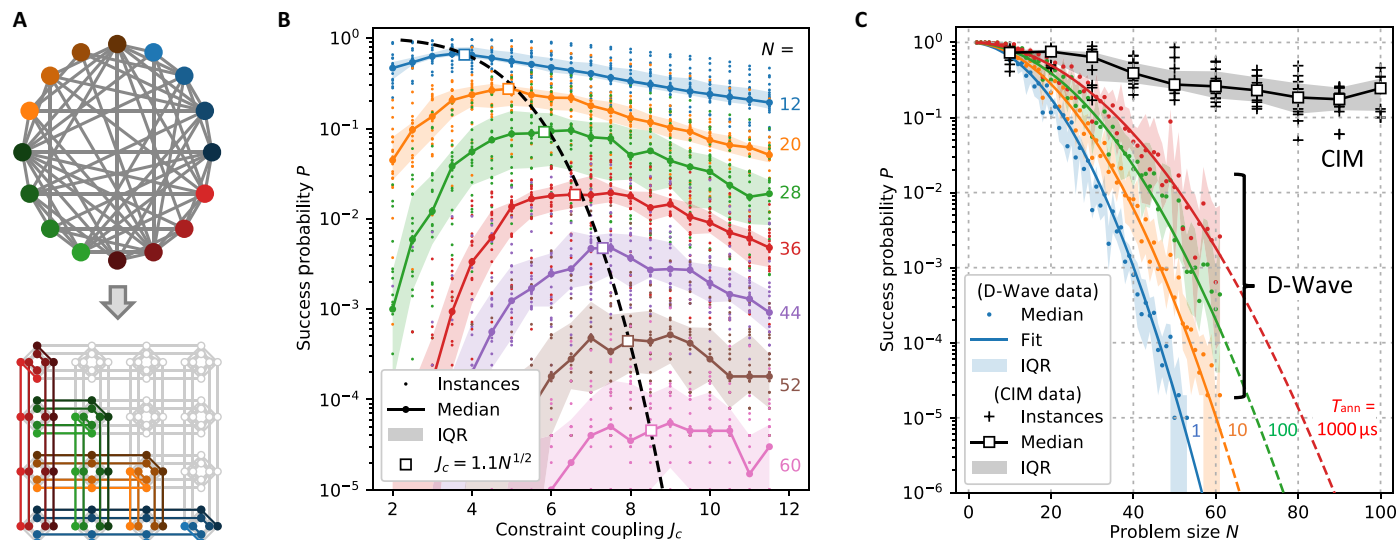 A
B
C
10⁰
10⁻¹
10⁻²
10⁻³
10⁻⁴
10⁻⁵
Success probability P
2
4
6
8
10
12
Constraint coupling J_c
N =
12
20
28
36
44
52
60
Instances
Median
IQR
J_c = 1.1N^{1/2}
10⁰
10⁻¹
10⁻²
10⁻³
10⁻⁴
10⁻⁵
10⁻⁶
Success probability P
0
20
40
60
80
100
Problem size N
CIM
D-Wave
(D-Wave data)
Median
Fit
IQR
(CIM data)
Instances
Median
IQR
T_ann =
1
10
100
1000 μs